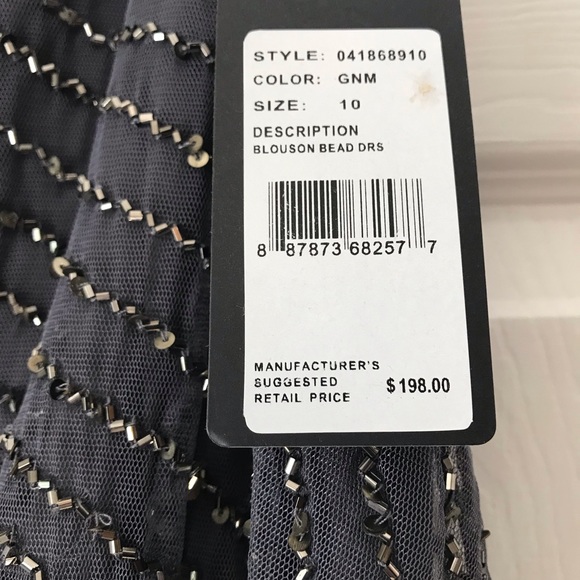 STYLE: 041868910
COLOR: GNM
SIZE: 10
DESCRIPTION
BLOUSON BEAD DRS
8 87873 68257 7
MANUFACTURER'S
SUGGESTED
RETAIL PRICE $198.00